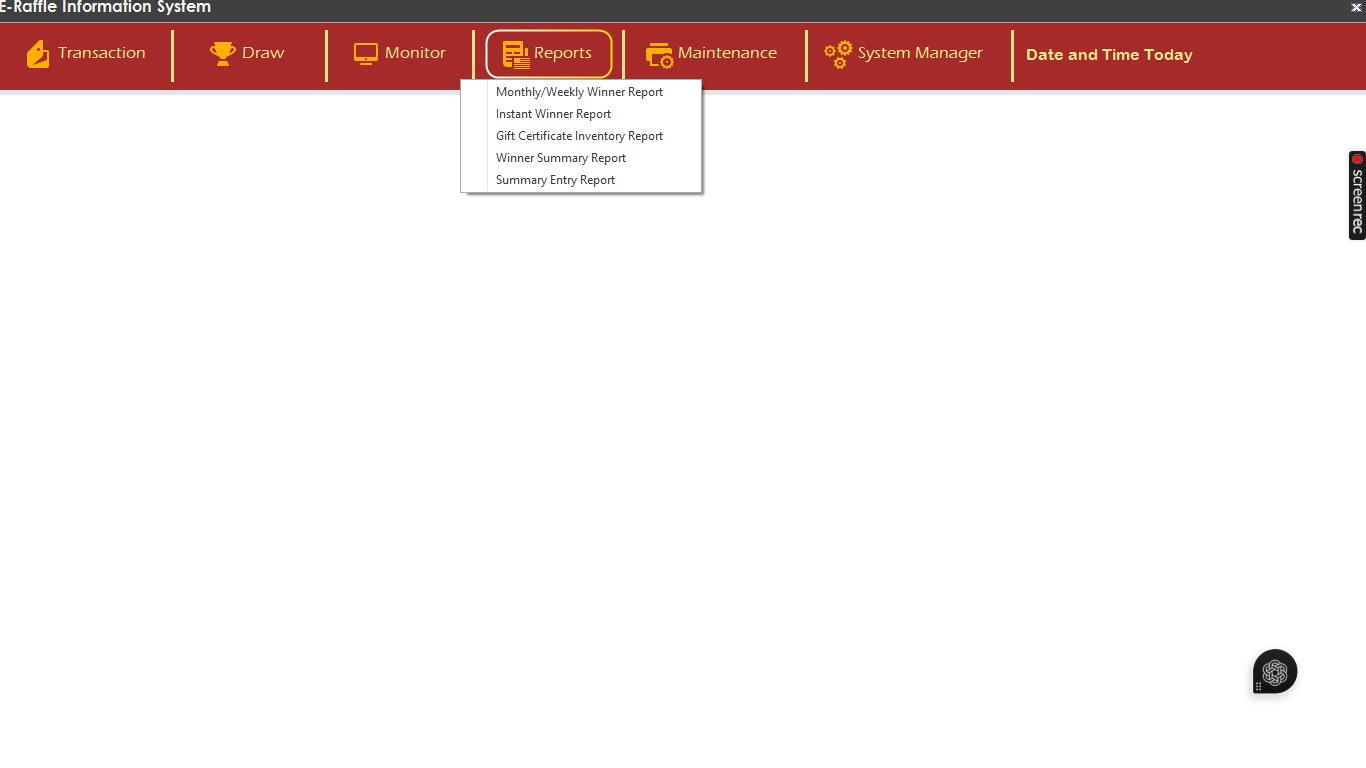 E-Raffle Information System
Transaction
Draw
Monitor
Reports
Maintenance
System Manager
Date and Time Today
Monthly/Weekly Winner Report
Instant Winner Report
Gift Certificate Inventory Report
Winner Summary Report
Summary Entry Report
screenrec